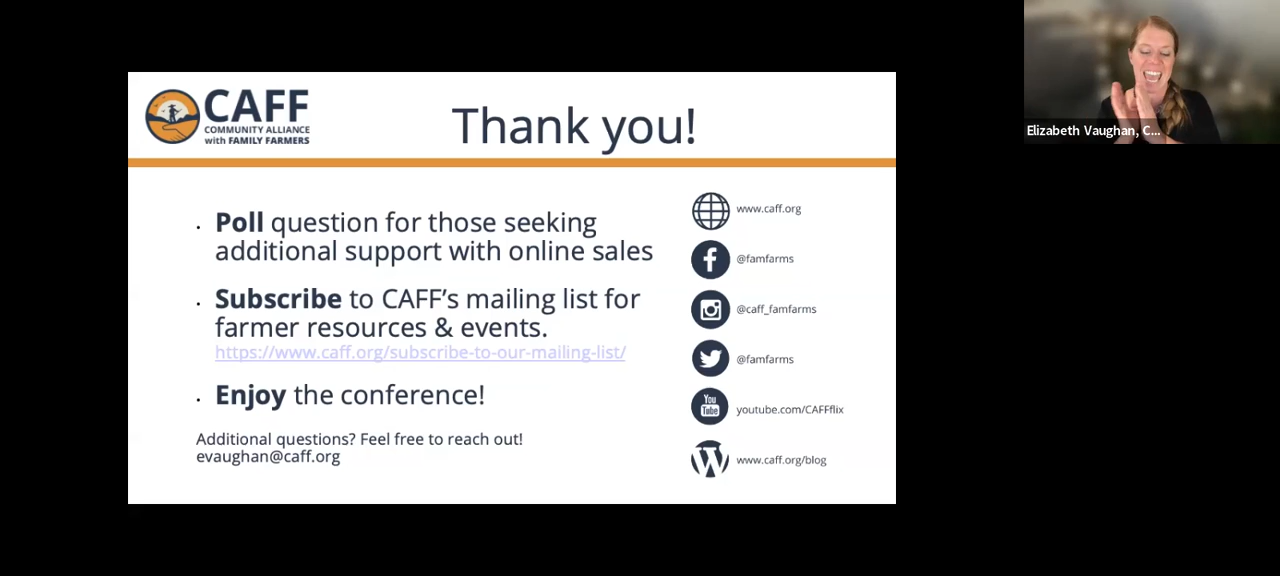 CAFF
COMMUNITY ALLIANCE
with FAMILY FARMERS
Thank you!
• Poll question for those seeking
additional support with online sales
• Subscribe to CAFF’s mailing list for
farmer resources & events.
https://www.caff.org/subscribe-to-our-mailing-list/
• Enjoy the conference!
Additional questions? Feel free to reach out!
evaughan@caff.org
www.caff.org
@famfarms
@caff_famfarms
@famfarms
You
Tube
youtube.com/CAFFflix
www.caff.org/blog
Elizabeth Vaughan, C...